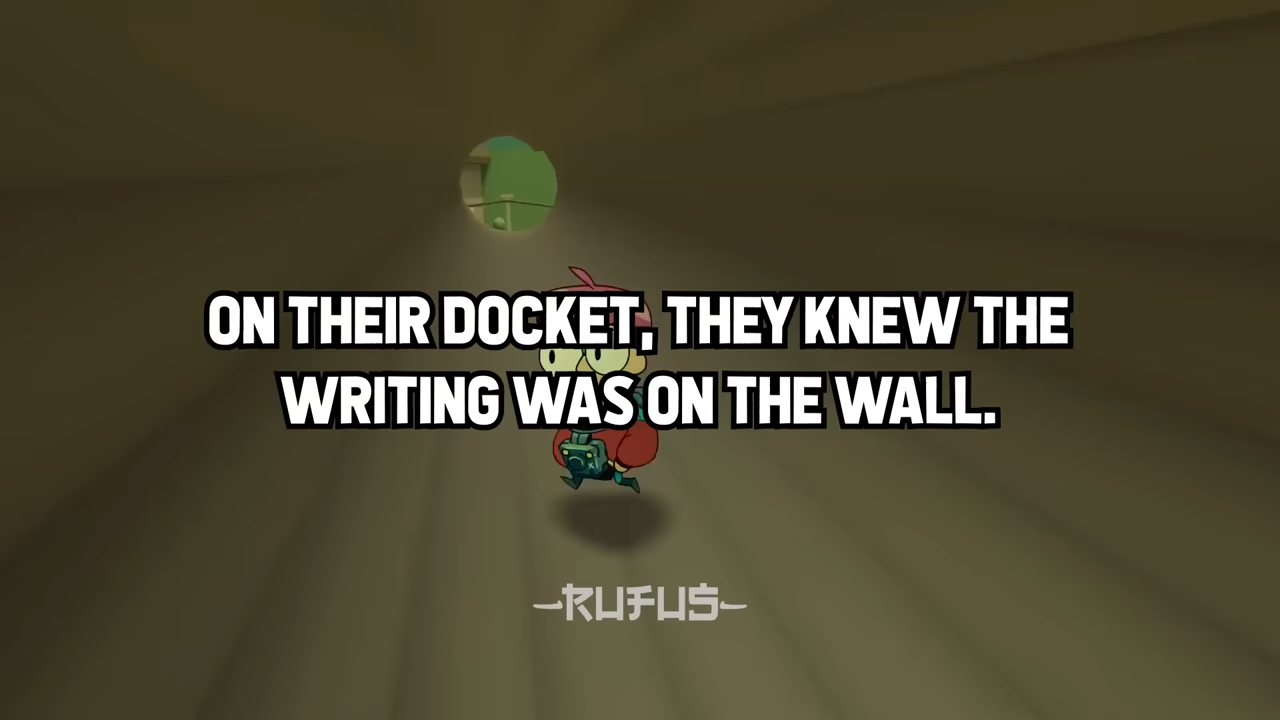 ON THEIR DOCKET, THEY KNEW THE
WRITING WAS ON THE WALL.
RUFUS